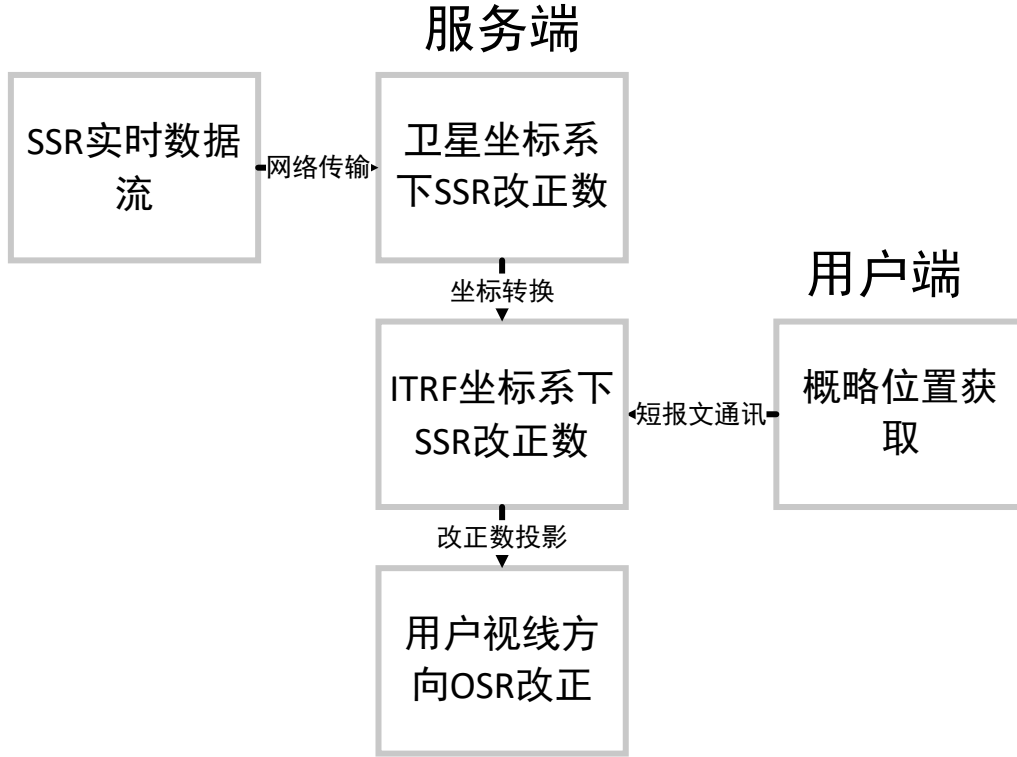 服务端
SSR实时数据
流
网络传输
卫星坐标系
下SSR改正数
坐标转换
用户端
ITRF坐标系下
SSR改正数
短报文通讯
概略位置获
取
改正数投影
用户视线方
向OSR改正